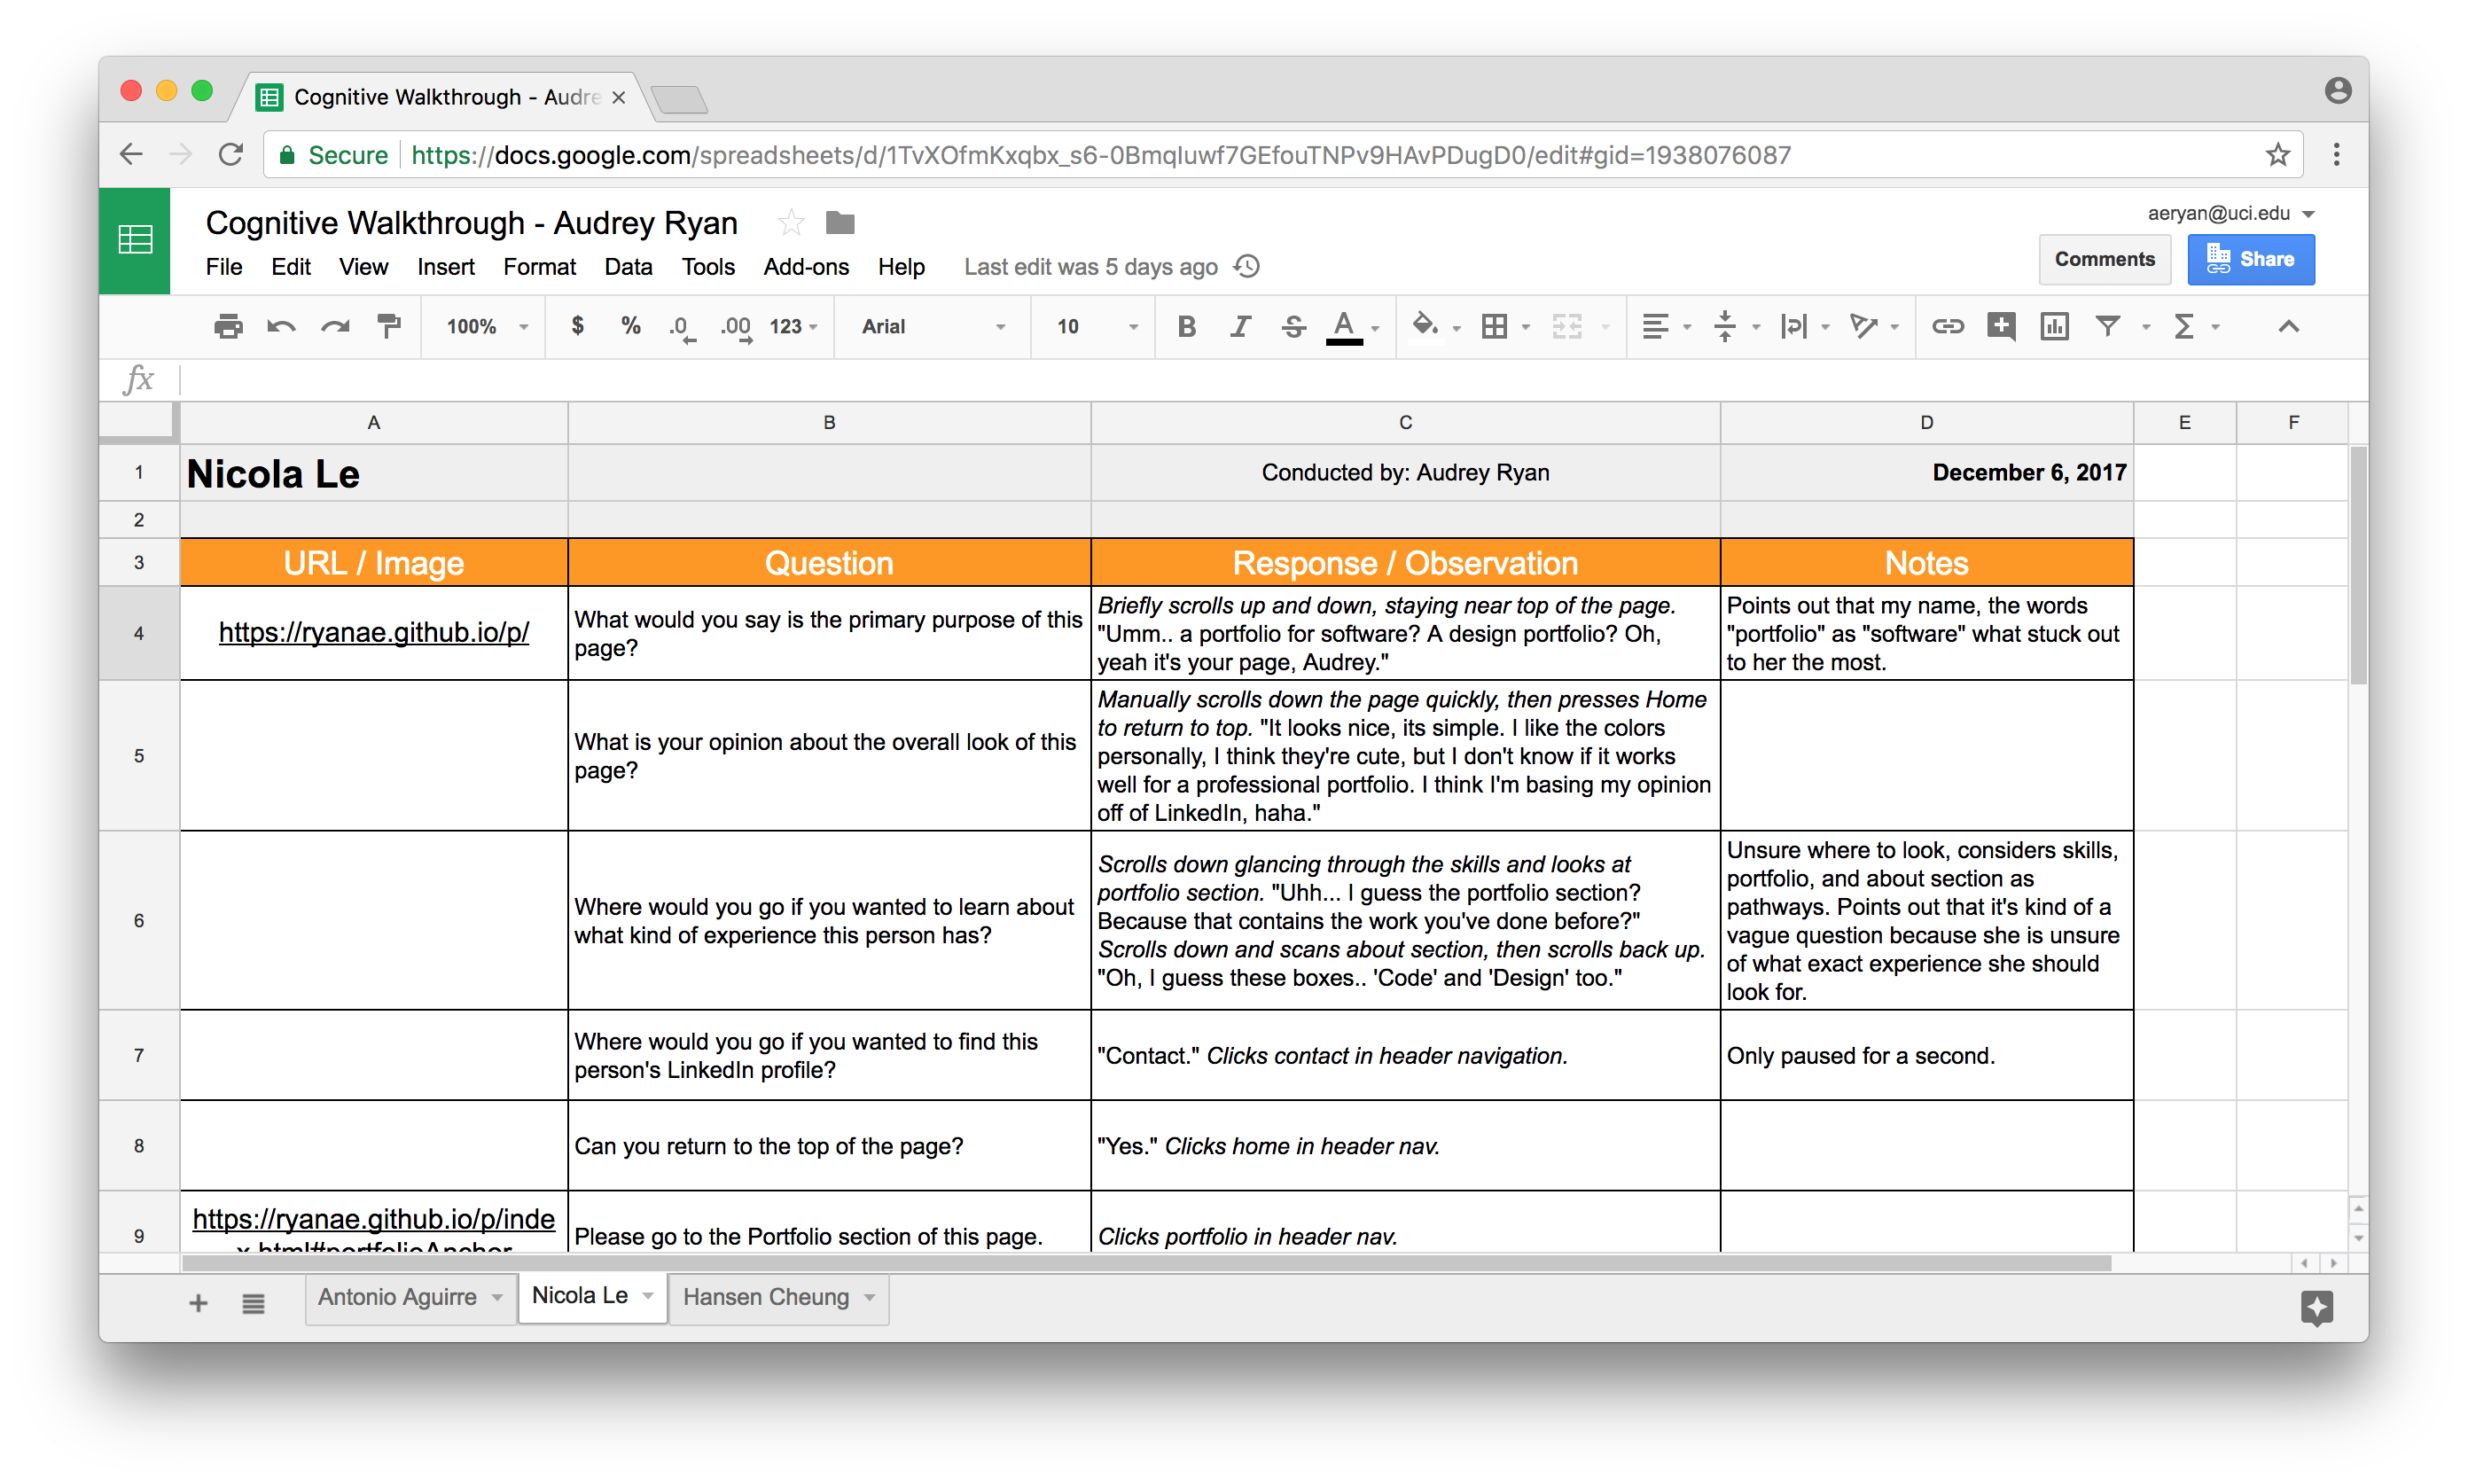 Cognitive Walkthrough - Audre
Secure https://docs.google.com/spreadsheets/d/1TvXOfmKxqbx_s6-0BmqIuwf7GEfouTNPv9HAvPDugD0/edit#gid=1938076087
Cognitive Walkthrough - Audrey Ryan
aeryan@uci.edu
File Edit View Insert Format Data Tools Add-ons Help Last edit was 5 days ago
Comments Share
100% $ % .0 .00 123 Arial 10 B I S A Σ
fx
A B C D E F
1 Nicola Le Conducted by: Audrey Ryan December 6, 2017
2
3 URL / Image Question Response / Observation Notes
4
https://ryanae.github.io/p/
What would you say is the primary purpose of this
page?
Briefly scrolls up and down, staying near top of the page.
"Umm.. a portfolio for software? A design portfolio? Oh,
yeah it's your page, Audrey."
Points out that my name, the words
"portfolio" as "software" what stuck out
to her the most.
5
What is your opinion about the overall look of this
page?
Manually scrolls down the page quickly, then presses Home
to return to top. "It looks nice, its simple. I like the colors
personally, I think they're cute, but I don't know if it works
well for a professional portfolio. I think I'm basing my opinion
off of LinkedIn, haha."
6
Where would you go if you wanted to learn about
what kind of experience this person has?
Scrolls down glancing through the skills and looks at
portfolio section. "Uhh... I guess the portfolio section?
Because that contains the work you've done before?"
Scrolls down and scans about section, then scrolls back up.
"Oh, I guess these boxes.. 'Code' and 'Design' too."
Unsure where to look, considers skills,
portfolio, and about section as
pathways. Points out that it's kind of a
vague question because she is unsure
of what exact experience she should
look for.
7
Where would you go if you wanted to find this
person's LinkedIn profile?
"Contact." Clicks contact in header navigation.
Only paused for a second.
8
Can you return to the top of the page?
"Yes." Clicks home in header nav.
9
https://ryanae.github.io/p/inde
x.html#portfolioAnchor
Please go to the Portfolio section of this page.
Clicks portfolio in header nav.
Antonio Aguirre Nicola Le Hansen Cheung